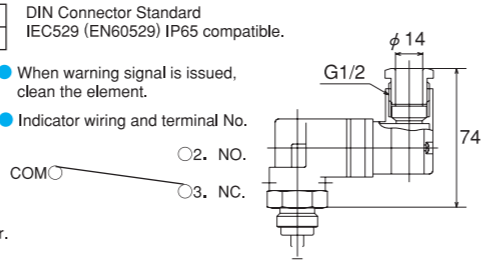 DIN Connector Standard
IEC529 (EN60529) IP65 compatible.
When warning signal is issued,
clean the element.
Indicator wiring and terminal No.
COM
2. NO.
3. NC.
r.
φ14
G1/2
74